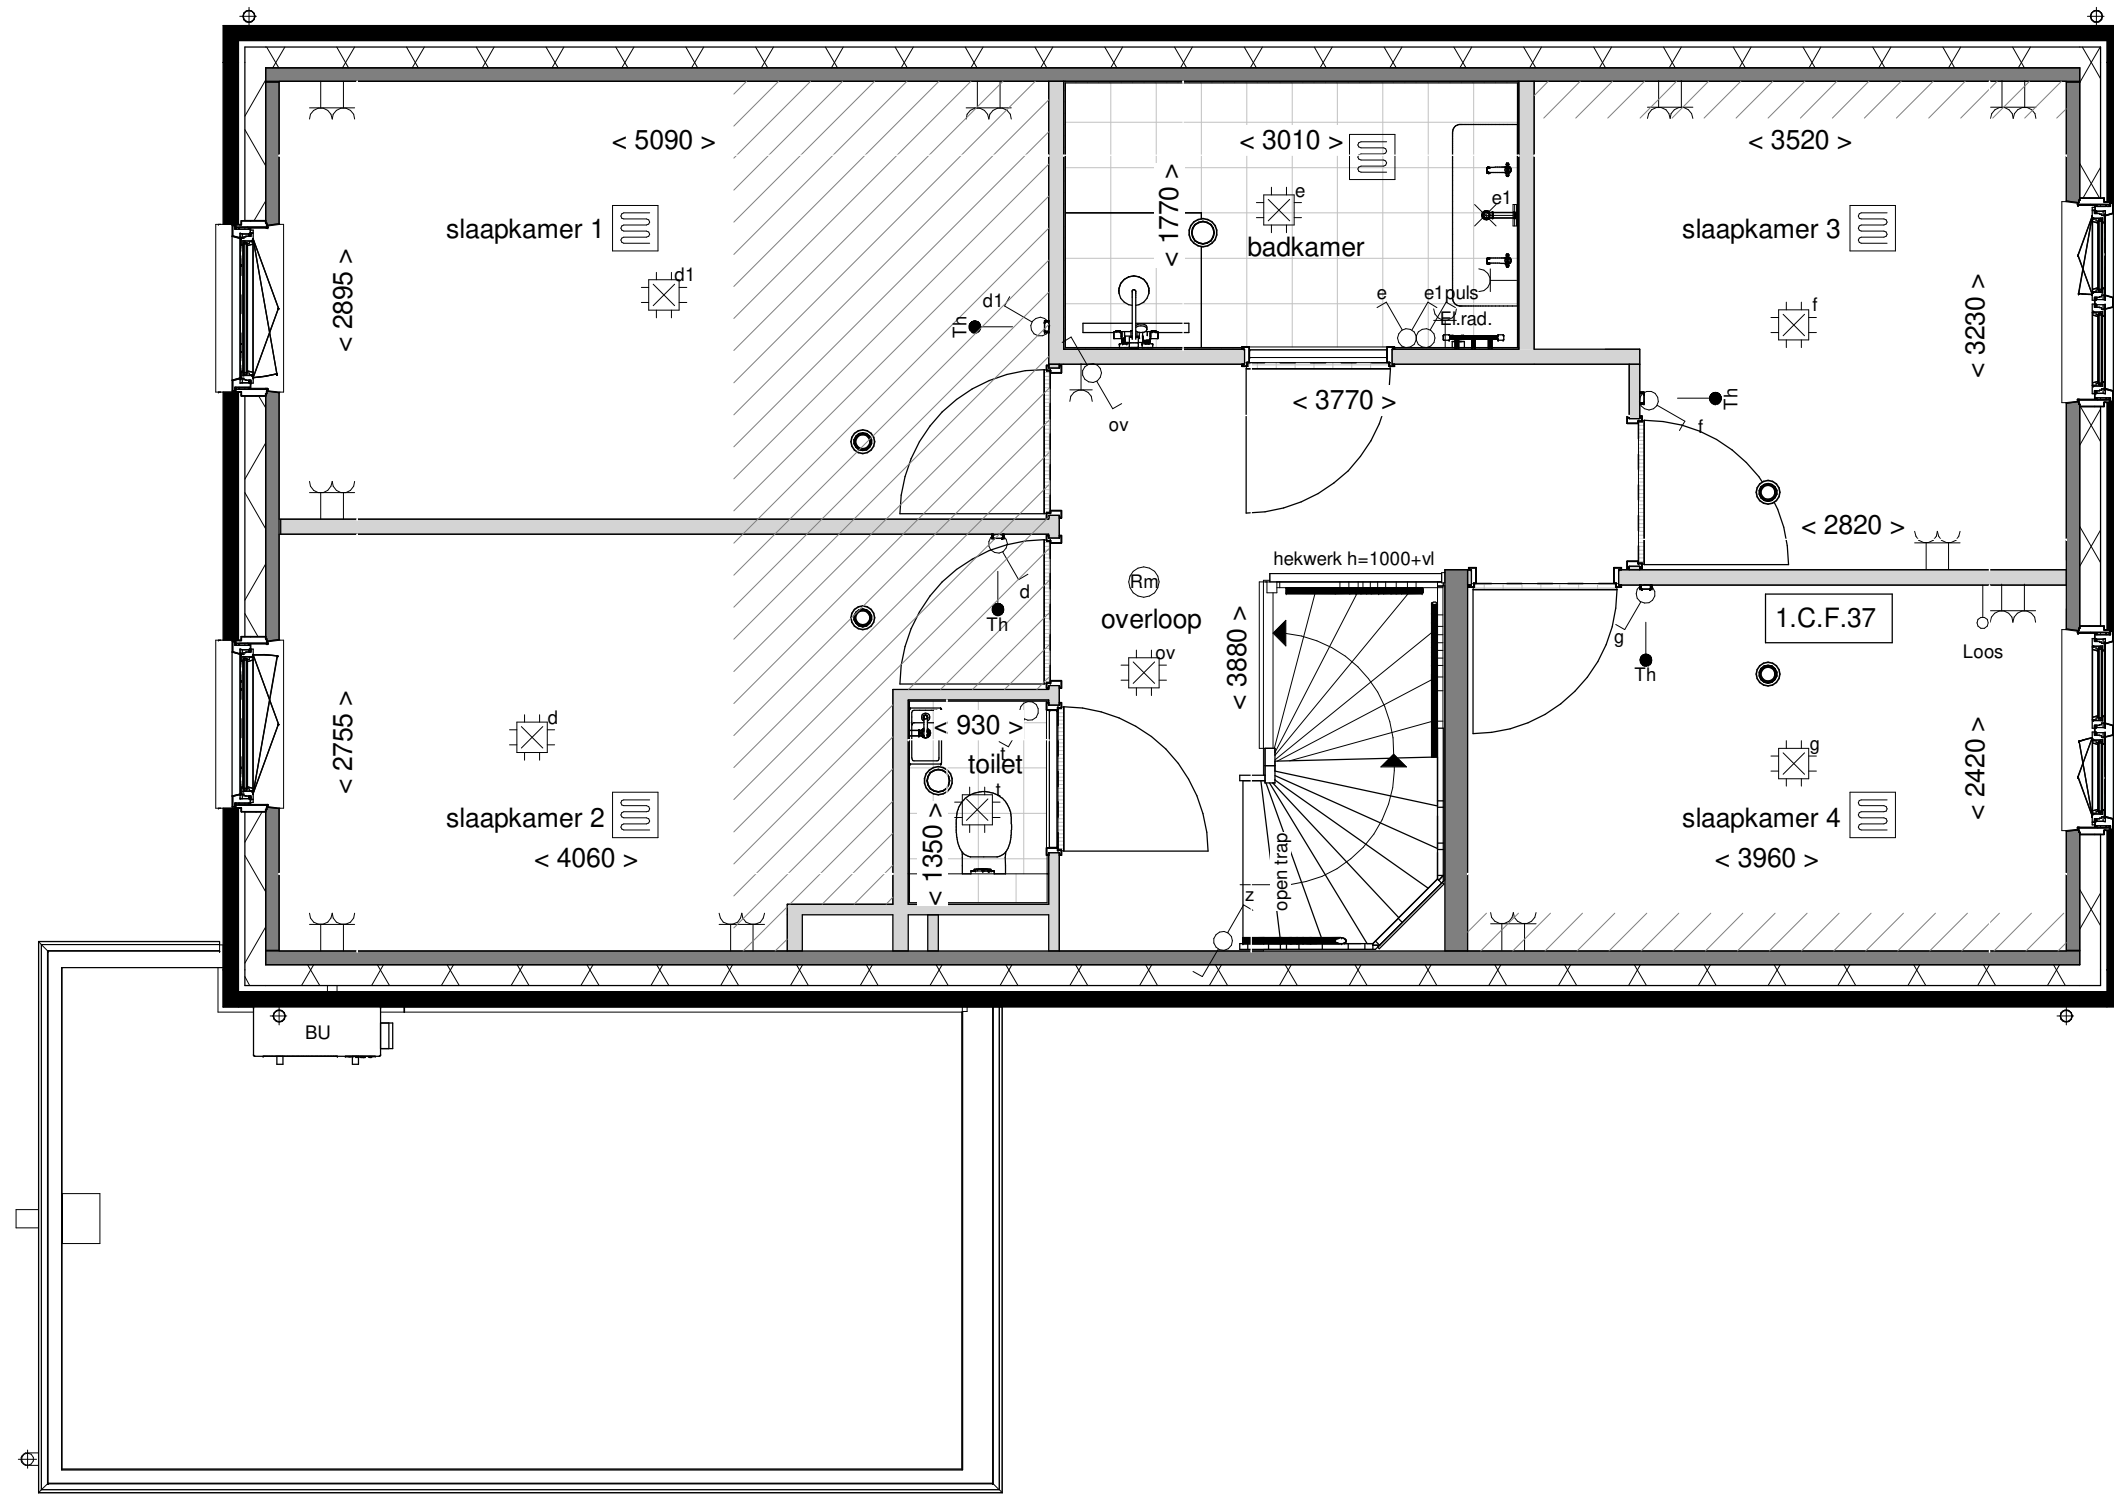 < 5090 >
< 3010 >
< 3520 >
< 1770 >
e
e1
slaapkamer 1
badkamer
slaapkamer 3
d1
< 2895 >
d1
Th
e
e1puls
El.rad.
f
< 3230 >
< 3770 >
Th
ov
f
< 2820 >
hekwerk h=1000+vl
Rm
d
Th
overloop
ov
< 3880 >
1.C.F.37
g
Th
Loos
< 2755 >
d
< 930 >
t
toilet
t
g
< 2420 >
slaapkamer 2
< 4060 >
< 1350 >
open trap
z
slaapkamer 4
< 3960 >
BU